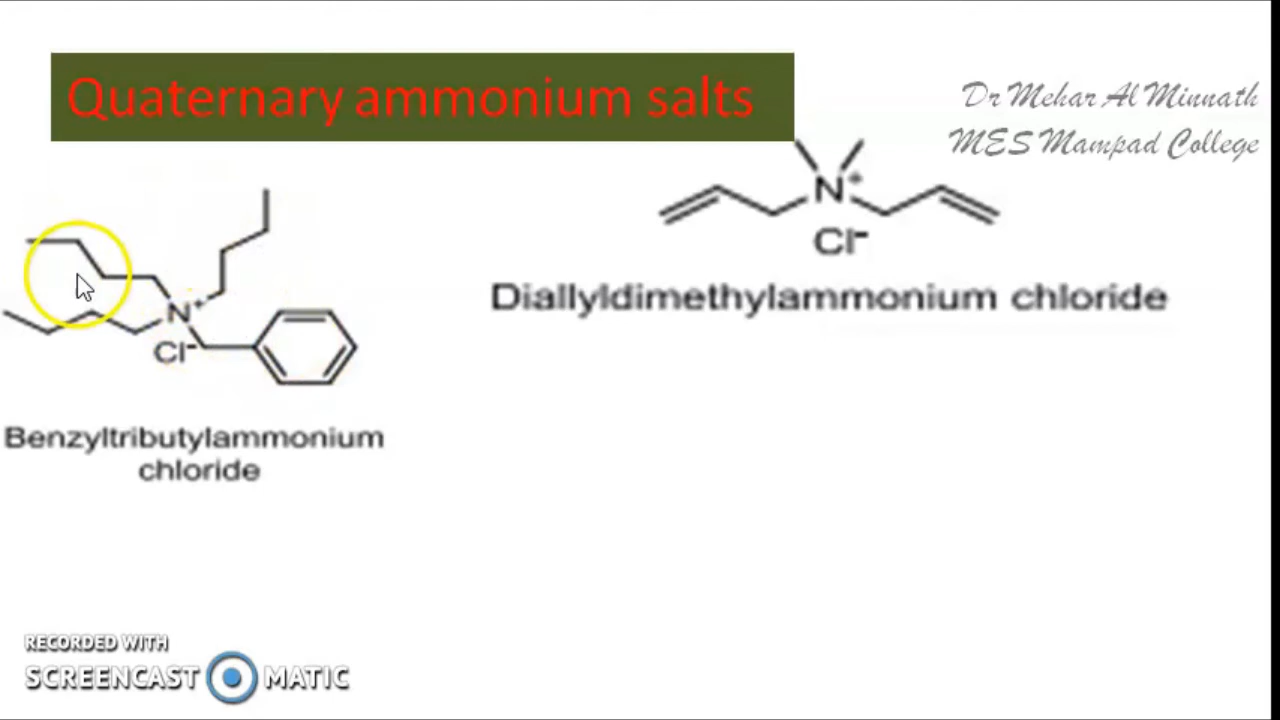 Quaternary ammonium salts
Dr Mehar Al Minnath
MES Mampad College
N+
Cl-
Diallyldimethylammonium chloride
N+
Cl-
Benzyltributylammonium
chloride
RECORDED WITH
SCREENCAST MATIC